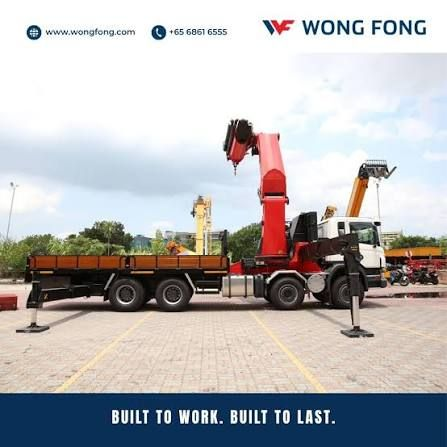 www.wongfong.com
+65 6861 6555
WONG FONG
BUILT TO WORK. BUILT TO LAST.